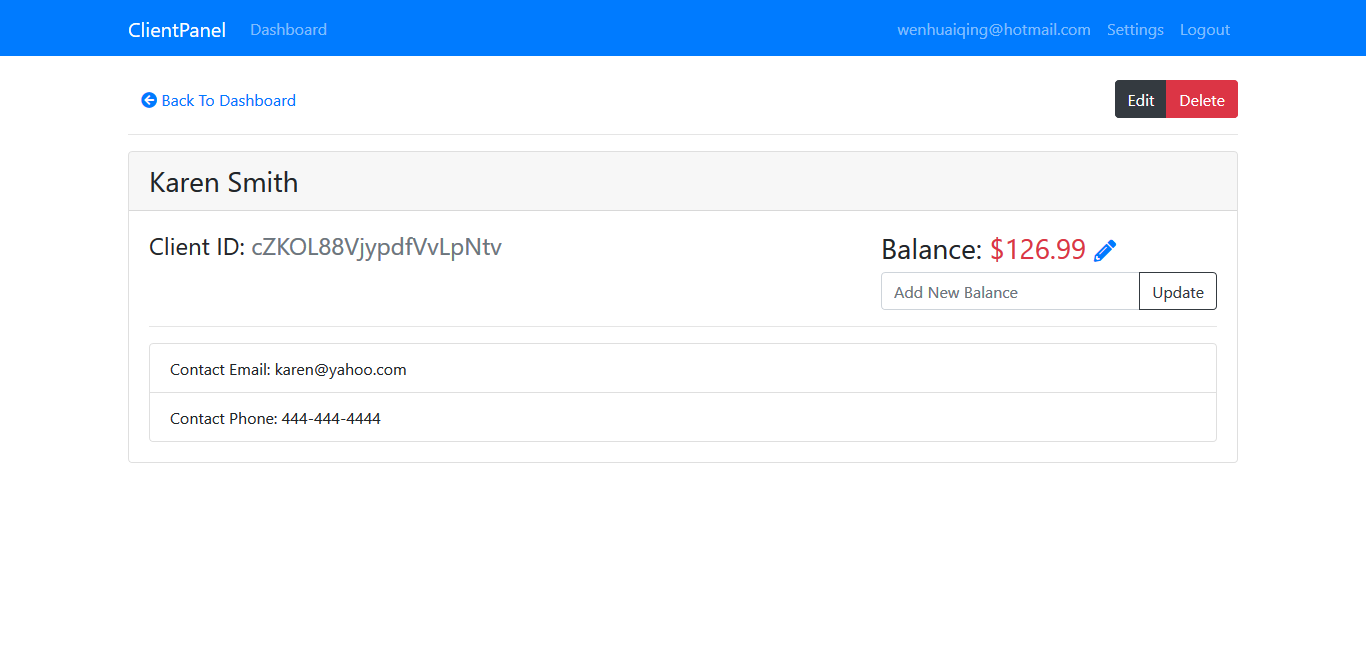 ClientPanel Dashboard wenhuaiqing@hotmail.com Settings Logout
Back To Dashboard Edit Delete
Karen Smith
Client ID: cZKOL88VjypdfVvLpNtv Balance: $126.99
Add New Balance Update
Contact Email: karen@yahoo.com
Contact Phone: 444-444-4444